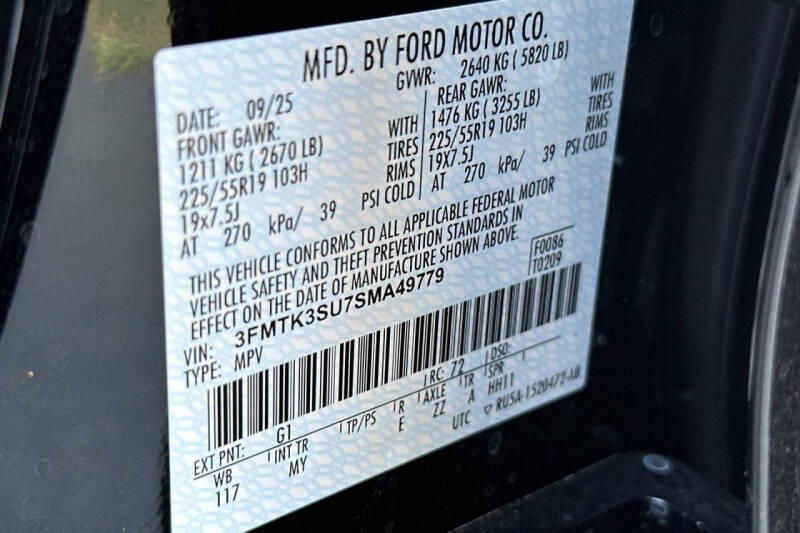 MFD. BY FORD MOTOR CO.
DATE: 09/25 GVWR: 2640 KG ( 5820 LB)
FRONT GAWR: REAR GAWR:
1211 KG ( 2670 LB) WITH 1476 KG ( 3255 LB) WITH
225/55R19 103H TIRES 225/55R19 103H TIRES
19x7.5J RIMS 19x7.5J RIMS
AT 270 kPa/ 39 PSI COLD AT 270 kPa/ 39 PSI COLD
THIS VEHICLE CONFORMS TO ALL APPLICABLE FEDERAL MOTOR
VEHICLE SAFETY AND THEFT PREVENTION STANDARDS IN
EFFECT ON THE DATE OF MANUFACTURE SHOWN ABOVE.
F0086
T0209
VIN: 3FMTK3SU7SMA49779
TYPE: MPV
EXT PNT: G1 RC: 72 DSO:
WB INT TR TP/PS R AXLE TR SPR
117 MY E ZZ A HH11
UTC ▽ RU5A-1520472-AB